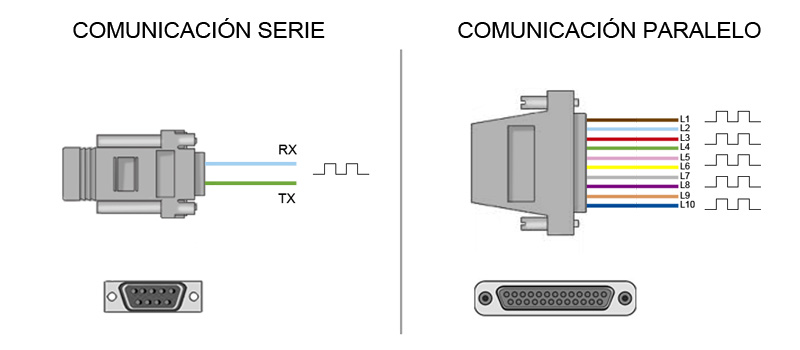 COMUNICACIÓN SERIE
RX
TX
COMUNICACIÓN PARALELO
L1
L2
L3
L4
L5
L6
L7
L8
L9
L10